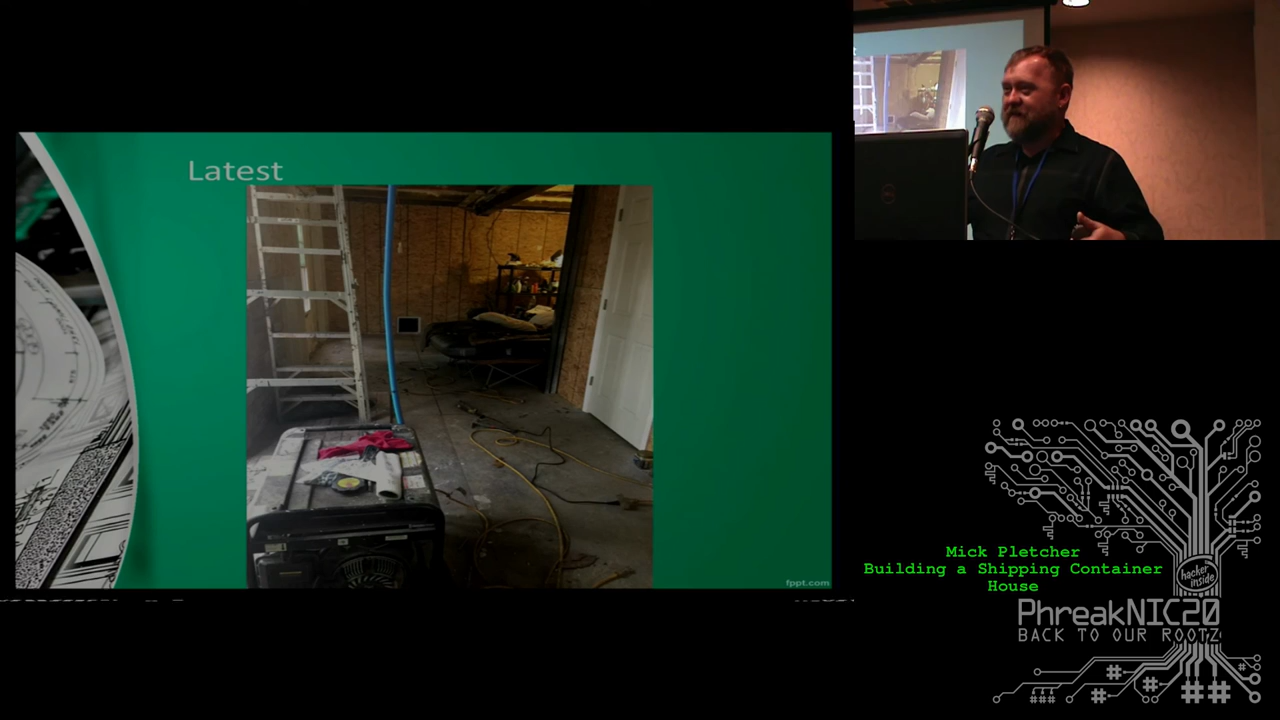 Latest
fppt.com
Mick Pletcher
Building a Shipping Container
House
hacker
inside
PhreakNIC20
BACK TO OUR ROOTZ